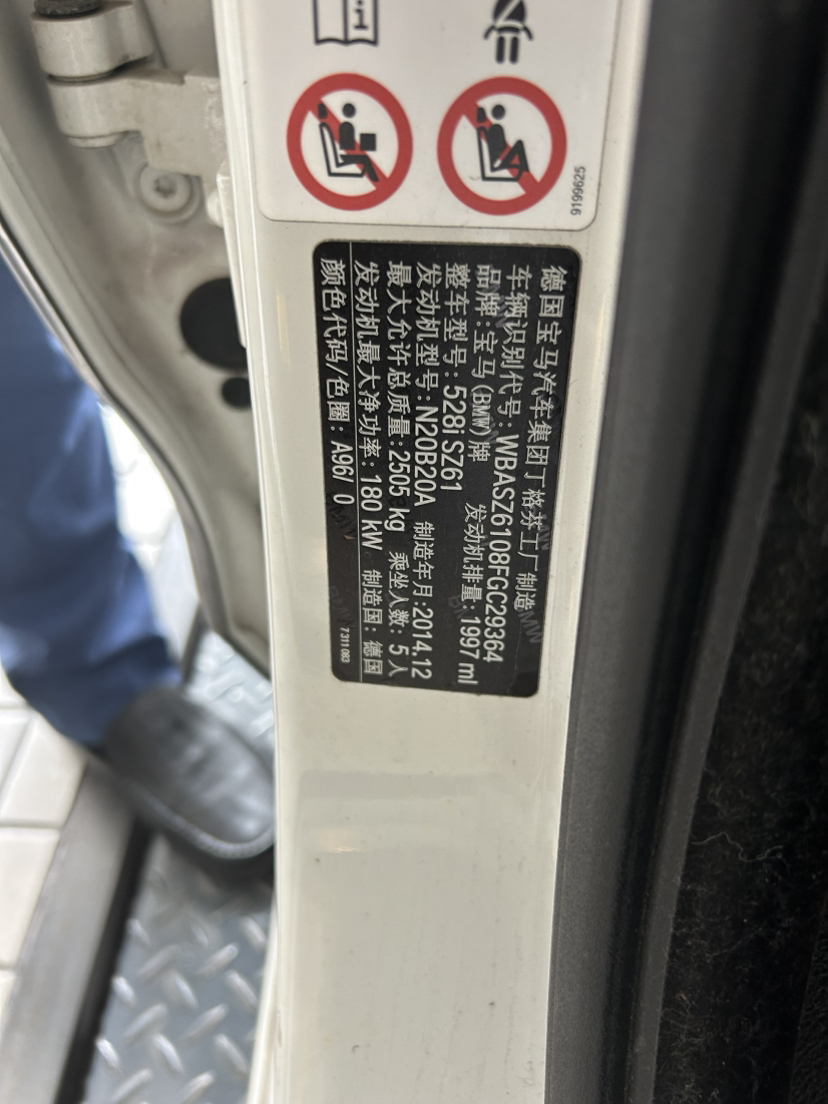 9199625
德国宝马汽车集团丁格芬工厂制造
车辆识别代号: WBASZ6108FGC29364
品牌: 宝马(BMW)牌 发动机排量: 1997 ml
整车型号: 528i SZ61
发动机型号: N20B20A 制造年月: 2014.12
最大允许总质量: 2505 kg 乘坐人数: 5 人
发动机最大净功率: 180 kW 制造国: 德国
颜色代码/色圈: A96/ 0
7311083